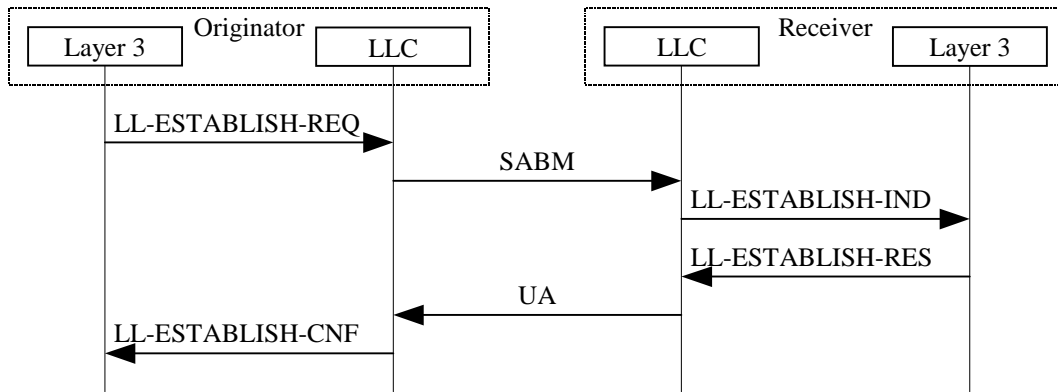 Originator
Receiver
Layer 3
LLC
LLC
Layer 3
LL-ESTABLISH-REQ
SABM
LL-ESTABLISH-IND
LL-ESTABLISH-RES
UA
LL-ESTABLISH-CNF